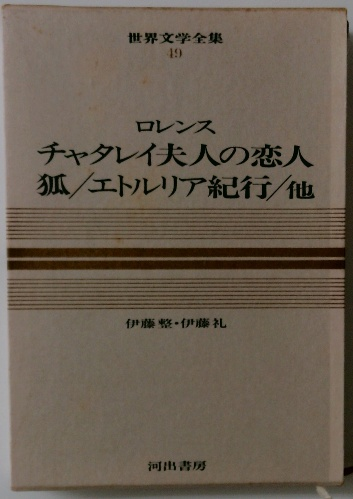 世界文学全集
49
ロレンス
チャタレイ夫人の恋人
狐/エトルリア紀行/他
伊藤整・伊藤礼
河出書房